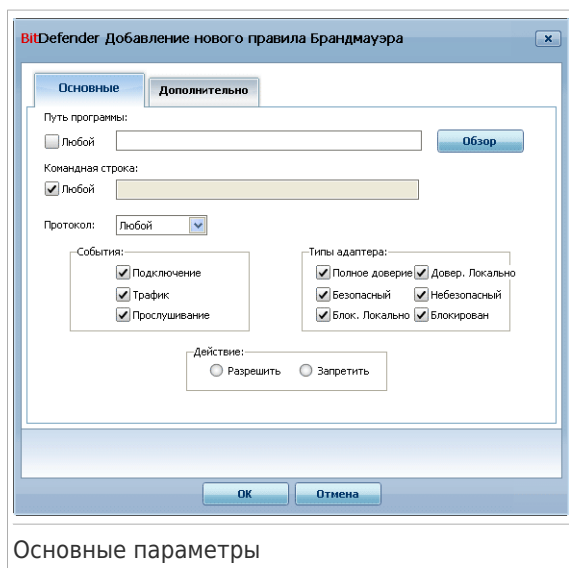 BitDefender Добавление нового правила Брандмауэра
Основные Дополнительно
Путь программы:
Любой Обзор
Командная строка:
Любой
Протокол: Любой
События: Типы адаптера:
Подключение Полное доверие Довер. Локально
Трафик Безопасный Небезопасный
Прослушивание Блок. Локально Блокирован
Действие:
Разрешить Запретить
OK Отмена
Основные параметры